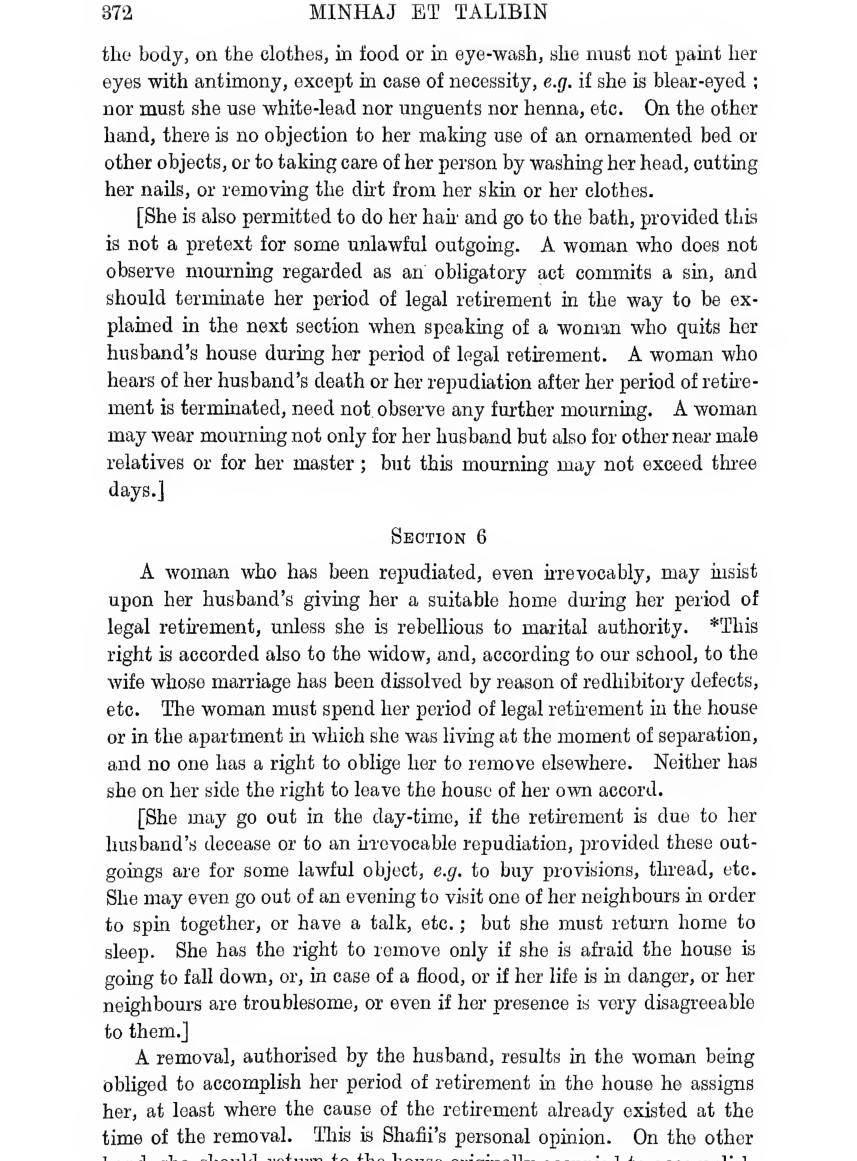 372 MINHAJ ET TALIBIN
the body, on the clothes, in food or in eye-wash, she must not paint her
eyes with antimony, except in case of necessity, e.g. if she is blear-eyed ;
nor must she use white-lead nor unguents nor henna, etc. On the other
hand, there is no objection to her making use of an ornamented bed or
other objects, or to taking care of her person by washing her head, cutting
her nails, or removing the dirt from her skin or her clothes.
[She is also permitted to do her hair and go to the bath, provided this
is not a pretext for some unlawful outgoing. A woman who does not
observe mourning regarded as an obligatory act commits a sin, and
should terminate her period of legal retirement in the way to be ex-
plained in the next section when speaking of a woman who quits her
husband's house during her period of legal retirement. A woman who
hears of her husband's death or her repudiation after her period of retire-
ment is terminated, need not observe any further mourning. A woman
may wear mourning not only for her husband but also for other near male
relatives or for her master ; but this mourning may not exceed three
days.]
SECTION 6
A woman who has been repudiated, even irrevocably, may insist
upon her husband's giving her a suitable home during her period of
legal retirement, unless she is rebellious to marital authority. *This
right is accorded also to the widow, and, according to our school, to the
wife whose marriage has been dissolved by reason of redhibitory defects,
etc. The woman must spend her period of legal retirement in the house
or in the apartment in which she was living at the moment of separation,
and no one has a right to oblige her to remove elsewhere. Neither has
she on her side the right to leave the house of her own accord.
[She may go out in the day-time, if the retirement is due to her
husband's decease or to an irrevocable repudiation, provided these out-
goings are for some lawful object, e.g. to buy provisions, thread, etc.
She may even go out of an evening to visit one of her neighbours in order
to spin together, or have a talk, etc. ; but she must return home to
sleep. She has the right to remove only if she is afraid the house is
going to fall down, or, in case of a flood, or if her life is in danger, or her
neighbours are troublesome, or even if her presence is very disagreeable
to them.]
A removal, authorised by the husband, results in the woman being
obliged to accomplish her period of retirement in the house he assigns
her, at least where the cause of the retirement already existed at the
time of the removal. This is Shafii's personal opinion. On the other